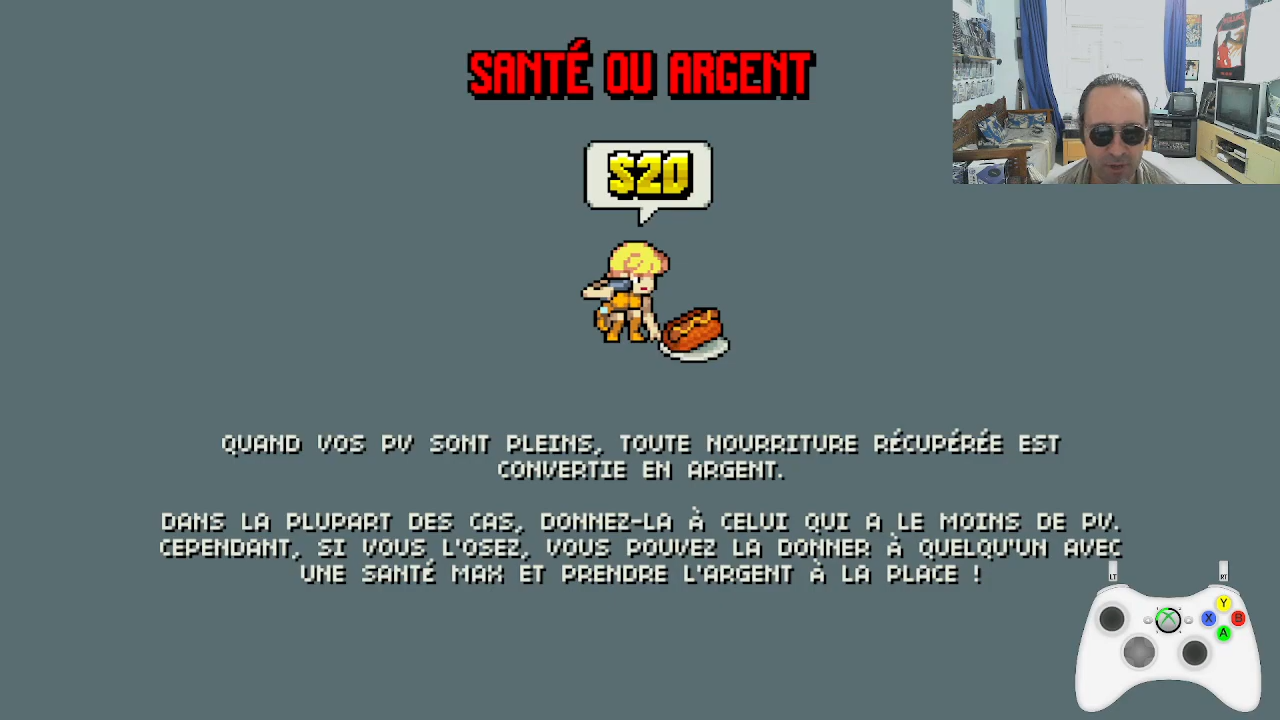 SANTÉ OU ARGENT
$20
QUAND VOS PV SONT PLEINS, TOUTE NOURRITURE RÉCUPÉRÉE EST
CONVERTIE EN ARGENT.
DANS LA PLUPART DES CAS, DONNEZ-LA À CELUI QUI A LE MOINS DE PV.
CEPENDANT, SI VOUS L'OSEZ, VOUS POUVEZ LA DONNER À QUELQU'UN AVEC
UNE SANTÉ MAX ET PRENDRE L'ARGENT À LA PLACE !
LT RT
Y
X B
A